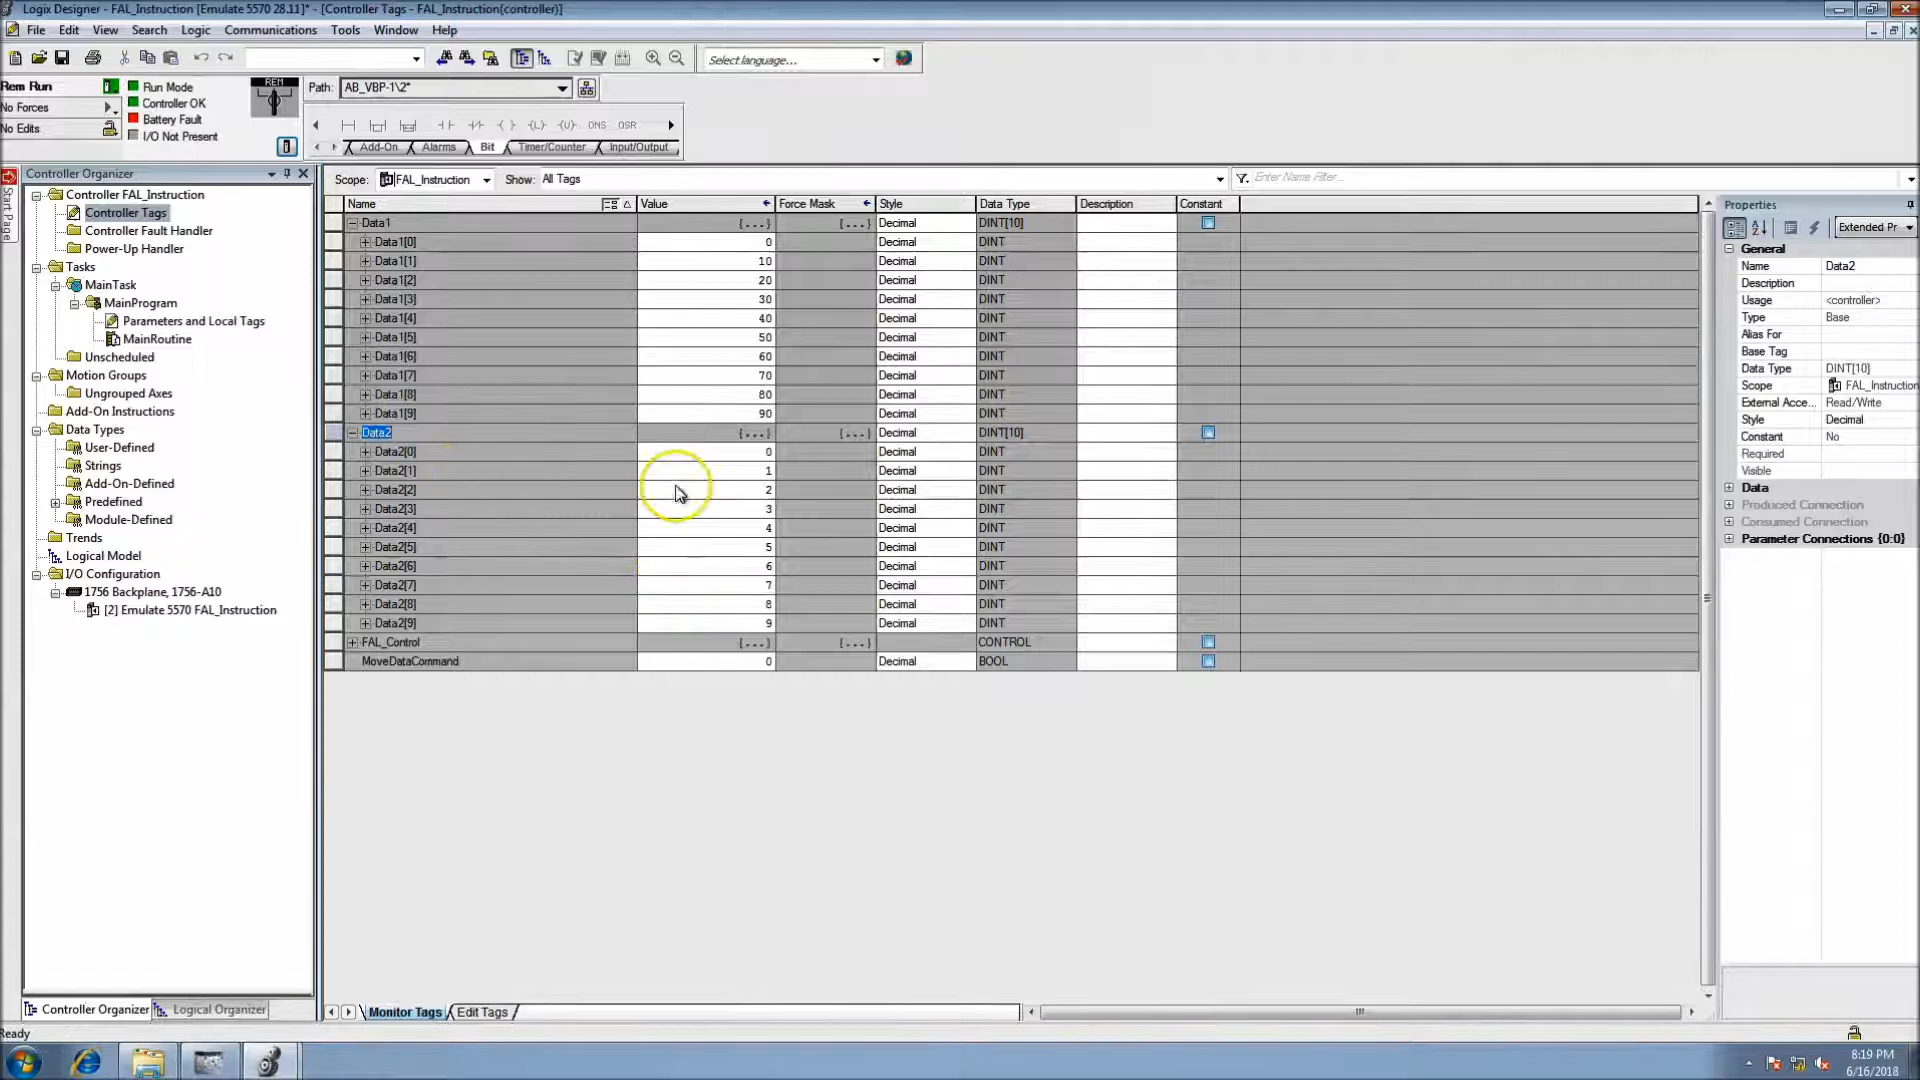 Logix Designer - FAL_Instruction [Emulate 5570 28.11]* - [Controller Tags - FAL_Instruction(controller)]
File Edit View Search Logic Communications Tools Window Help
Select language...
Rem Run Run Mode REM Path: AB_VBP-1\2*
No Forces Controller OK
Battery Fault
No Edits I/O Not Present
(L) (U) ONS OSR
Add-On Alarms Bit Timer/Counter Input/Output
Start Page
Controller Organizer
Controller FAL_Instruction
Controller Tags
Controller Fault Handler
Power-Up Handler
Tasks
MainTask
MainProgram
Parameters and Local Tags
MainRoutine
Unscheduled
Motion Groups
Ungrouped Axes
Add-On Instructions
Data Types
User-Defined
Strings
Add-On-Defined
Predefined
Module-Defined
Trends
Logical Model
I/O Configuration
1756 Backplane, 1756-A10
[2] Emulate 5570 FAL_Instruction
Controller Organizer Logical Organizer
Scope: FAL_Instruction Show: All Tags Enter Name Filter...
Name Value Force Mask Style Data Type Description Constant
Data1 {...} {...} Decimal DINT[10]
Data1[0] 0 Decimal DINT
Data1[1] 10 Decimal DINT
Data1[2] 20 Decimal DINT
Data1[3] 30 Decimal DINT
Data1[4] 40 Decimal DINT
Data1[5] 50 Decimal DINT
Data1[6] 60 Decimal DINT
Data1[7] 70 Decimal DINT
Data1[8] 80 Decimal DINT
Data1[9] 90 Decimal DINT
Data2 {...} {...} Decimal DINT[10]
Data2[0] 0 Decimal DINT
Data2[1] 1 Decimal DINT
Data2[2] 2 Decimal DINT
Data2[3] 3 Decimal DINT
Data2[4] 4 Decimal DINT
Data2[5] 5 Decimal DINT
Data2[6] 6 Decimal DINT
Data2[7] 7 Decimal DINT
Data2[8] 8 Decimal DINT
Data2[9] 9 Decimal DINT
FAL_Control {...} {...} CONTROL
MoveDataCommand 0 Decimal BOOL
Monitor Tags Edit Tags
Properties
Extended Pr
General
Name Data2
Description
Usage <controller>
Type Base
Alias For
Base Tag
Data Type DINT[10]
Scope FAL_Instruction
External Acce... Read/Write
Style Decimal
Constant No
Required
Visible
Data
Produced Connection
Consumed Connection
Parameter Connections {0:0}
Ready
8:19 PM
6/16/2018